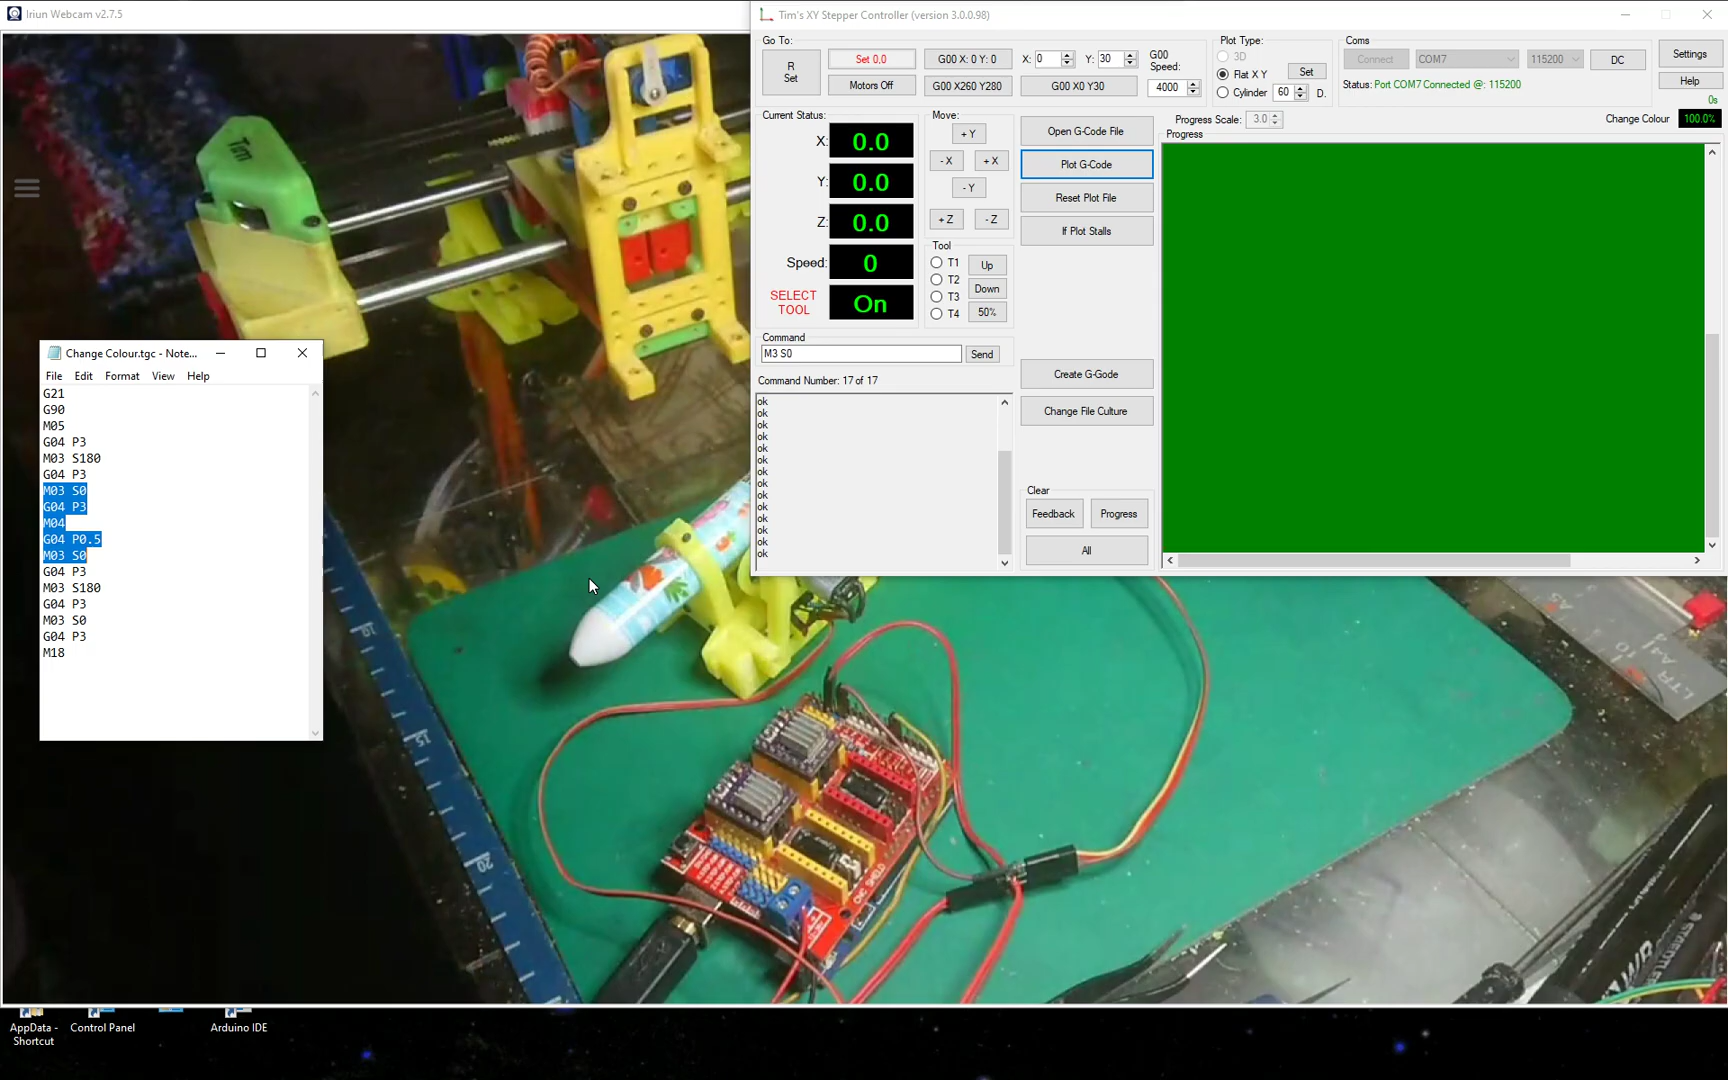 Iriun Webcam v2.7.5
Tim's XY Stepper Controller (version 3.0.0.98)
Go To:
R
Set
Set 0,0
G00 X: 0 Y: 0
X: 0
Y: 30
G00
Speed:
Motors Off
G00 X260 Y280
G00 X0 Y30
4000
Plot Type:
3D
Flat X Y
Set
Cylinder
60
D.
Coms
Connect
COM7
115200
DC
Status: Port COM7 Connected @: 115200
Settings
Help
0s
Progress Scale: 3.0
Change Colour
100.0%
Progress
Current Status:
X: 0.0
Y: 0.0
Z: 0.0
Speed: 0
SELECT
TOOL
On
Move:
+ Y
- X
+ X
- Y
+ Z
- Z
Tool
T1
Up
T2
Down
T3
T4
50%
Open G-Code File
Plot G-Code
Reset Plot File
If Plot Stalls
Create G-Gode
Change File Culture
Command
M3 S0
Send
Command Number: 17 of 17
ok
ok
ok
ok
ok
ok
ok
ok
ok
ok
ok
ok
ok
ok
Clear
Feedback
Progress
All
Change Colour.tgc - Note...
File Edit Format View Help
G21
G90
M05
G04 P3
M03 S180
G04 P3
M03 S0
G04 P3
M04
G04 P0.5
M03 S0
G04 P3
M03 S180
G04 P3
M03 S0
G04 P3
M18
Tim
15
20
CNC SHIELD
A5
LTR A4
AppData -
Shortcut
Control Panel
Arduino IDE